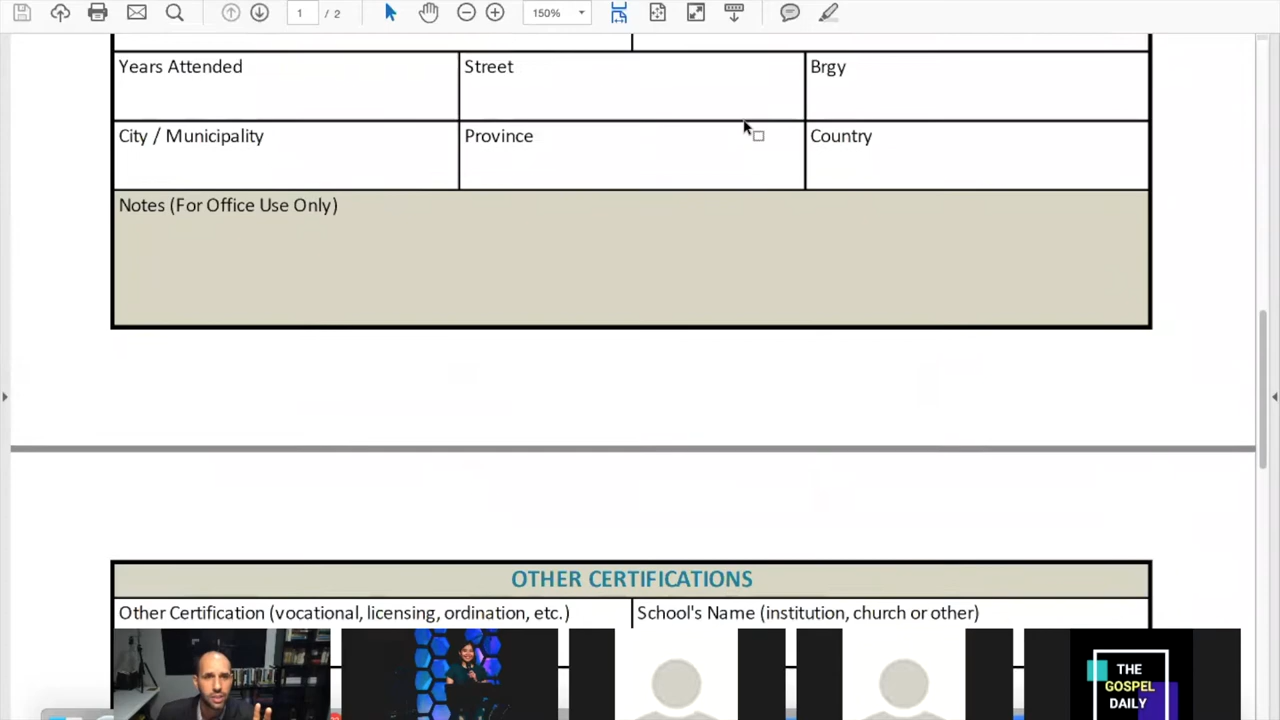 1 / 2 150%
Years Attended Street Brgy
City / Municipality Province Country
Notes (For Office Use Only)
OTHER CERTIFICATIONS
Other Certification (vocational, licensing, ordination, etc.) School's Name (institution, church or other)
THE
GOSPEL
DAILY